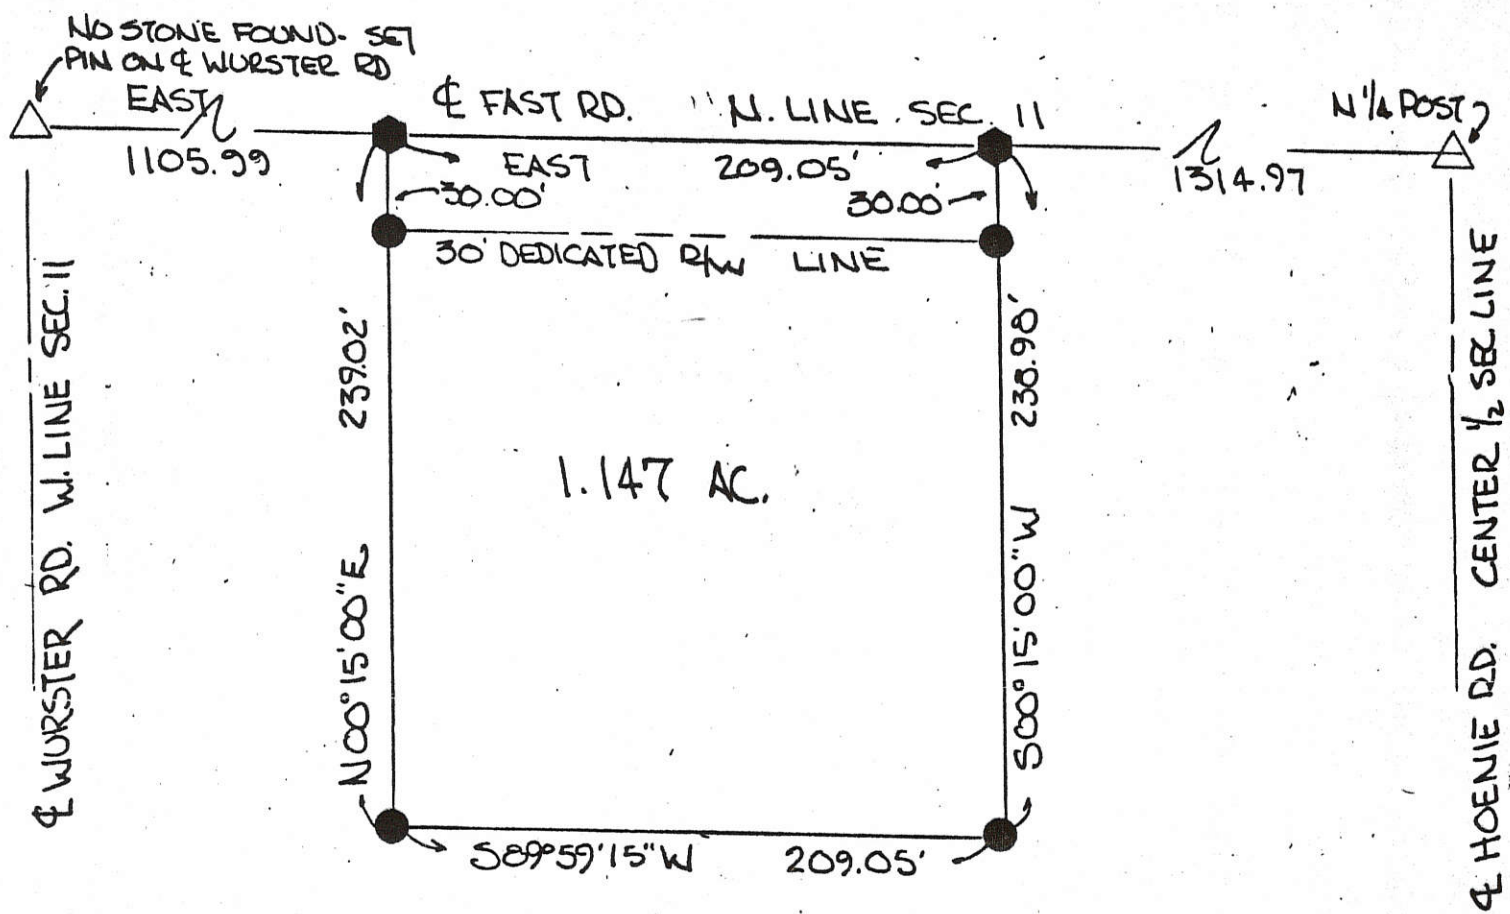 NO STONE FOUND- SET
PIN ON ℄ WURSTER RD
EAST
1105.99
℄ FAST RD. "N. LINE . SEC. 11
EAST 209.05'
1314.97
N 1/4 POST
30.00'
30.00'
30' DEDICATED R/W LINE
239.02'
238.98'
1.147 AC.
N00°15'00"E
S00°15'00"W
S89°59'15"W 209.05'
℄ WURSTER RD. W. LINE SEC. 11
℄ HOENIE RD. CENTER 1/2 SEC LINE